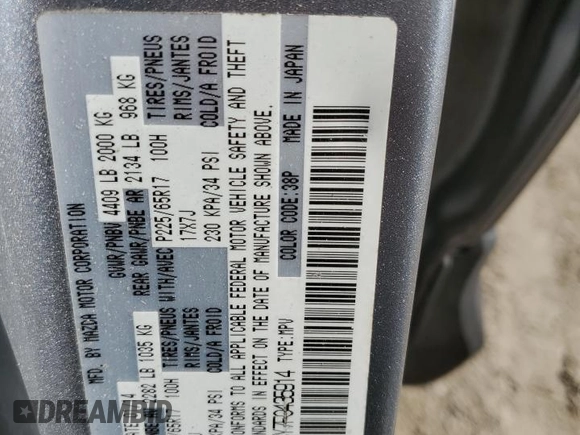 MFD. BY MAZDA MOTOR CORPORATION
GVWR/PNBV 4409 LB 2000 KG
REAR GAWR/PNBE AR 2134 LB 968 KG
WITH/AVEC P225/65R17 100H TIRES/PNEUS
17X7J RIMS/JANTES
230 KPA/34 PSI COLD/A FROID
LB 1035 KG
100H TIRES/PNEUS
RIMS/JANTES
KPA/34 PSI COLD/A FROID
CONFORMS TO ALL APPLICABLE FEDERAL MOTOR VEHICLE SAFETY AND THEFT
STANDARDS IN EFFECT ON THE DATE OF MANUFACTURE SHOWN ABOVE.
TYPE:MPV COLOR CODE:38P MADE IN JAPAN
DREAMBID